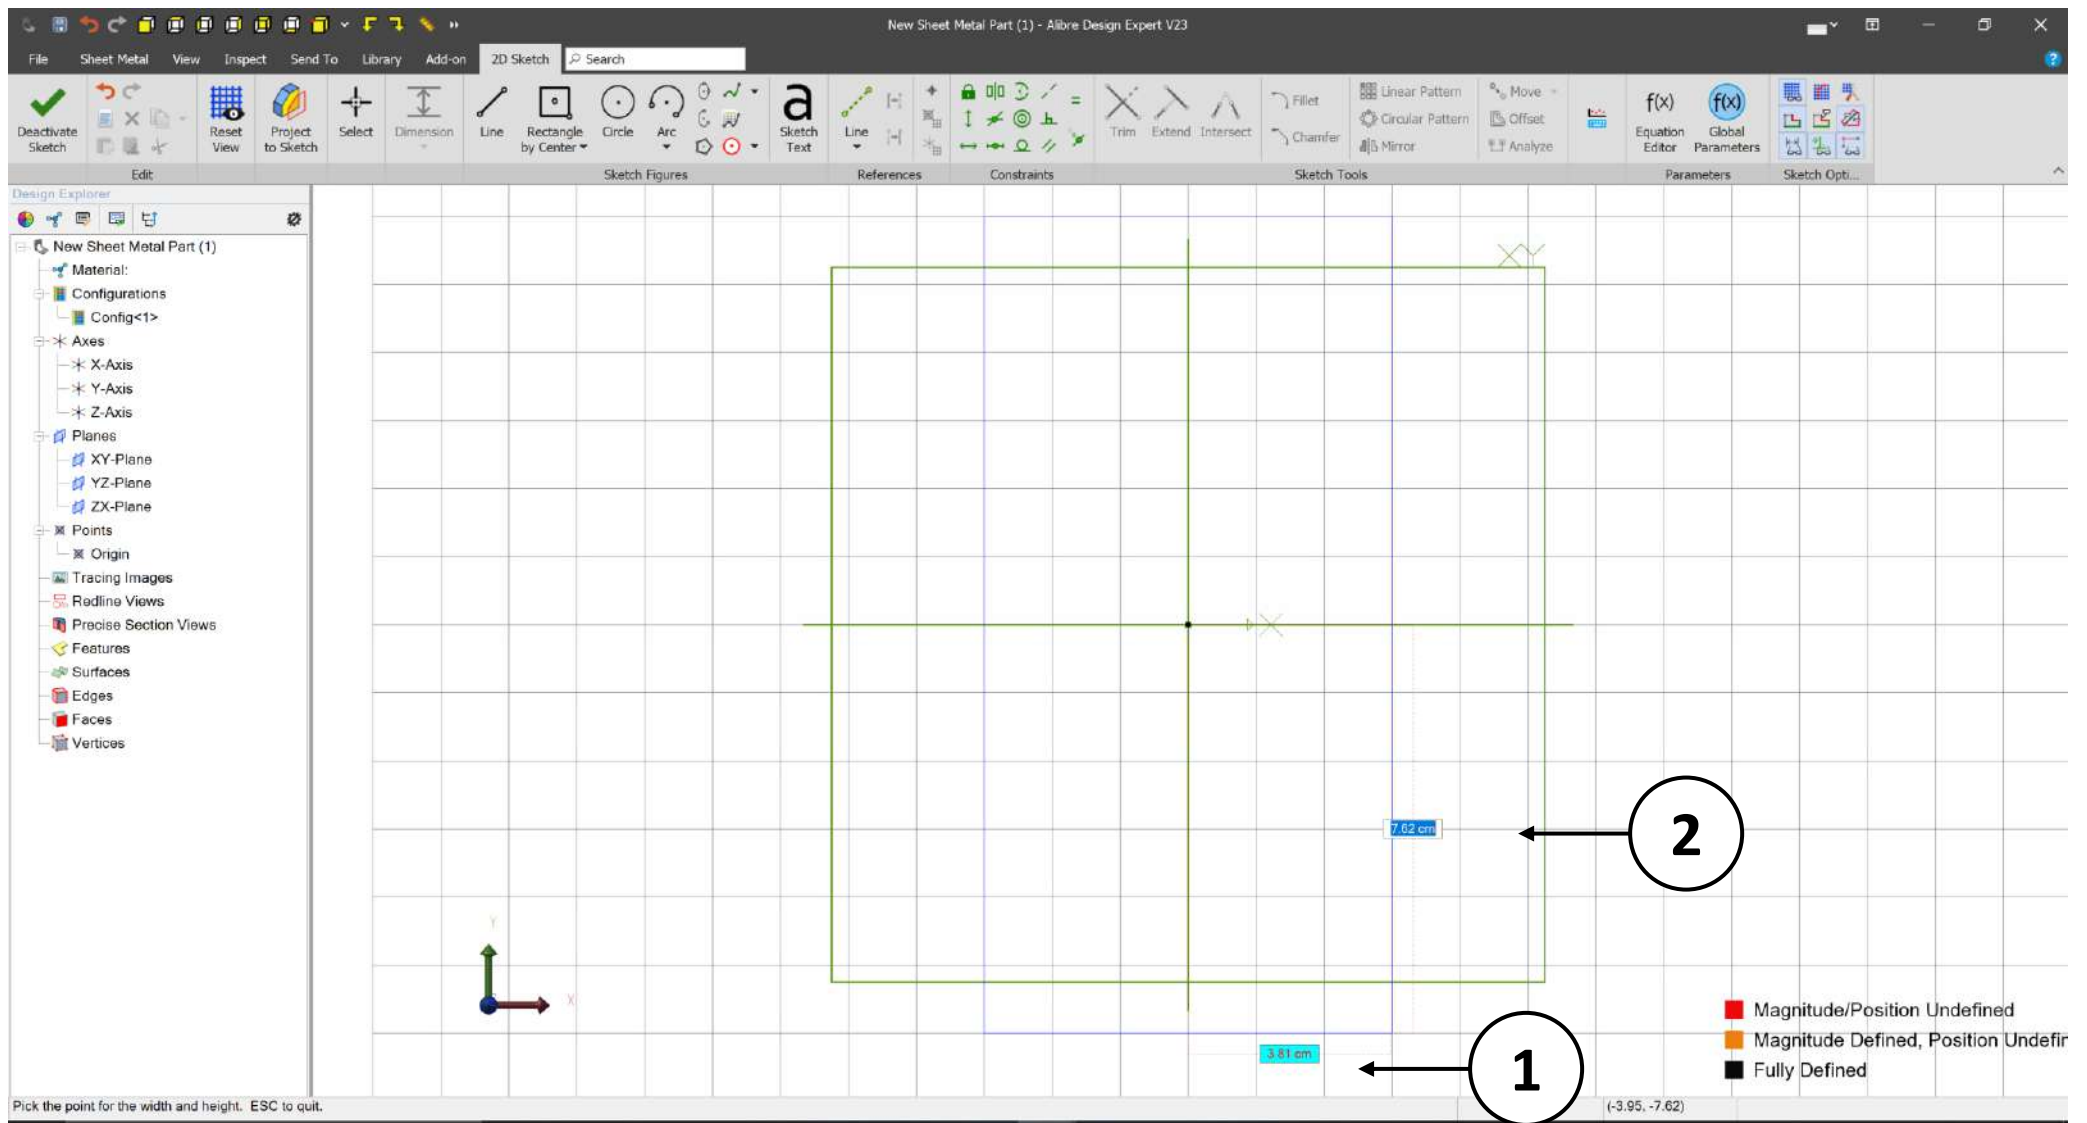 New Sheet Metal Part (1) - Alibre Design Expert V23
File Sheet Metal View Inspect Send To Library Add-on 2D Sketch Search
Deactivate Sketch
Reset View
Project to Sketch
Select
Dimension
Line
Rectangle by Center
Circle
Arc
a
Sketch Text
Line
Trim
Extend
Intersect
Fillet
Chamfer
Linear Pattern
Circular Pattern
Mirror
Move
Offset
Analyze
f(x)
Equation Editor
f(x)
Global Parameters
Edit
Sketch Figures
References
Constraints
Sketch Tools
Parameters
Sketch Opti...
Design Explorer
New Sheet Metal Part (1)
Material:
Configurations
Config<1>
Axes
X-Axis
Y-Axis
Z-Axis
Planes
XY-Plane
YZ-Plane
ZX-Plane
Points
Origin
Tracing Images
Redline Views
Precise Section Views
Features
Surfaces
Edges
Faces
Vertices
XY
X
7.62 cm
2
Y
X
3.81 cm
1
Magnitude/Position Undefined
Magnitude Defined, Position Undefin
Fully Defined
Pick the point for the width and height. ESC to quit.
(-3.95, -7.62)